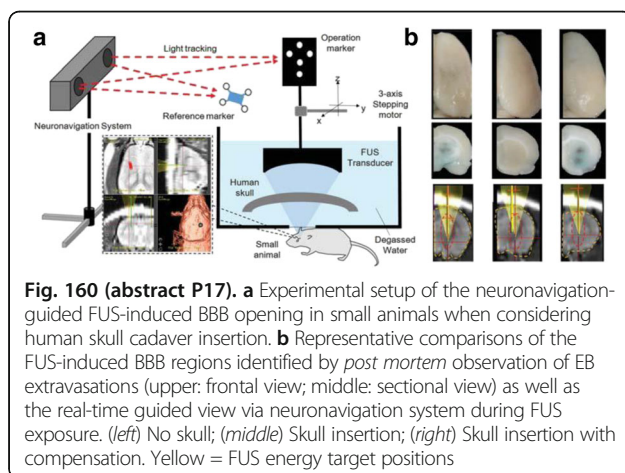 a
b
Light tracking
Operation marker
Reference marker
3-axis Stepping motor
z
y
x
Neuronavigation System
FUS Transducer
Human skull
Degassed Water
Small animal
Fig. 160 (abstract P17). a Experimental setup of the neuronavigation-
guided FUS-induced BBB opening in small animals when considering
human skull cadaver insertion. b Representative comparisons of the
FUS-induced BBB regions identified by post mortem observation of EB
extravasations (upper: frontal view; middle: sectional view) as well as
the real-time guided view via neuronavigation system during FUS
exposure. (left) No skull; (middle) Skull insertion; (right) Skull insertion with
compensation. Yellow = FUS energy target positions